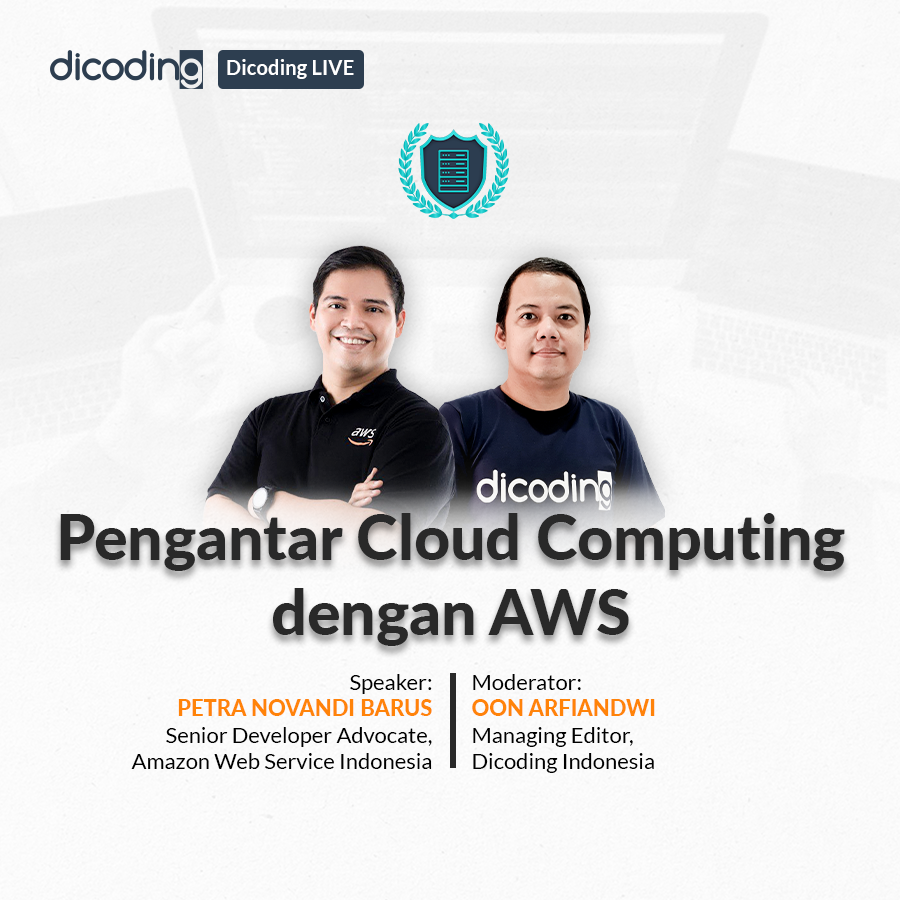 dicoding
Dicoding LIVE
aws
dicoding
Pengantar Cloud Computing
dengan AWS
Speaker:
PETRA NOVANDI BARUS
Senior Developer Advocate,
Amazon Web Service Indonesia
Moderator:
OON ARFIANDWI
Managing Editor,
Dicoding Indonesia